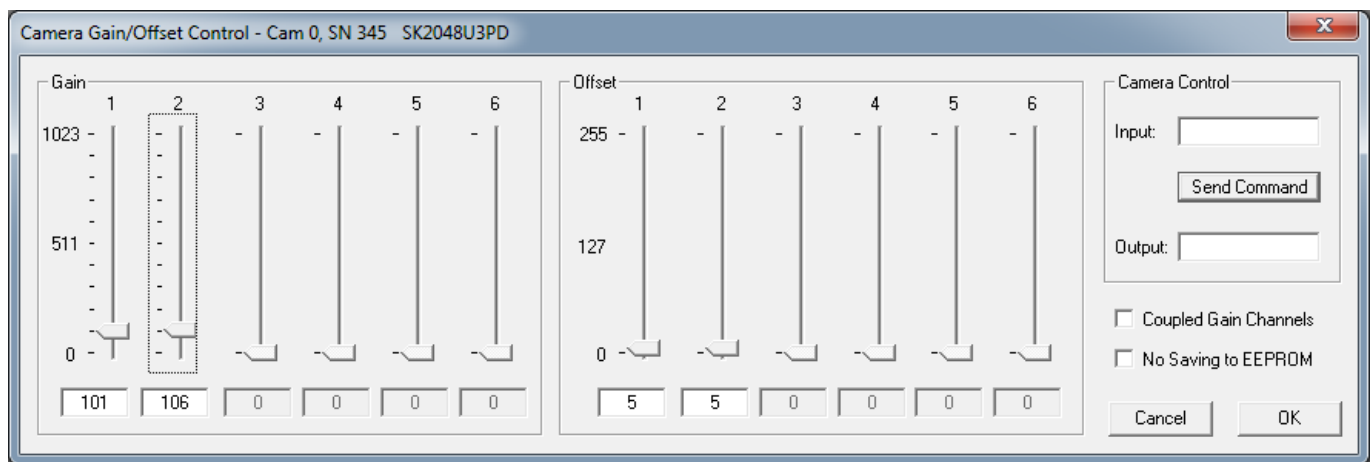 Camera Gain/Offset Control - Cam 0, SN 345 SK2048U3PD
Gain
1 2 3 4 5 6
1023
511
0
101 106 0 0 0 0
Offset
1 2 3 4 5 6
255
127
0
5 5 0 0 0 0
Camera Control
Input:
Send Command
Output:
Coupled Gain Channels
No Saving to EEPROM
Cancel OK